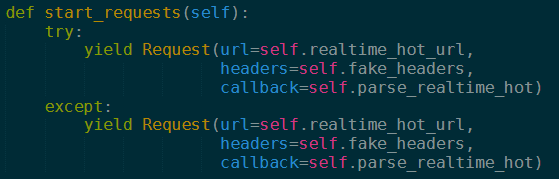 def start_requests(self):
    try:
        yield Request(url=self.realtime_hot_url,
                      headers=self.fake_headers,
                      callback=self.parse_realtime_hot)
    except:
        yield Request(url=self.realtime_hot_url,
                      headers=self.fake_headers,
                      callback=self.parse_realtime_hot)